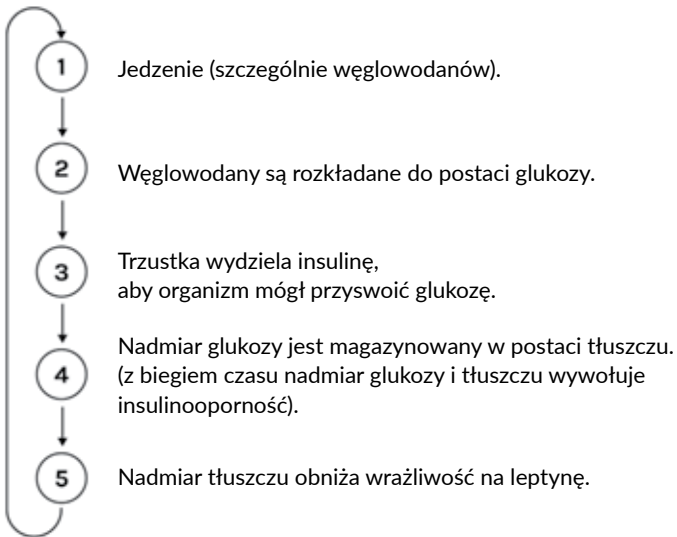 1 Jedzenie (szczególnie węglowodanów).
2 Węglowodany są rozkładane do postaci glukozy.
3 Trzustka wydziela insulinę,
aby organizm mógł przyswoić glukozę.
4 Nadmiar glukozy jest magazynowany w postaci tłuszczu.
(z biegiem czasu nadmiar glukozy i tłuszczu wywołuje
insulinooporność).
5 Nadmiar tłuszczu obniża wrażliwość na leptynę.